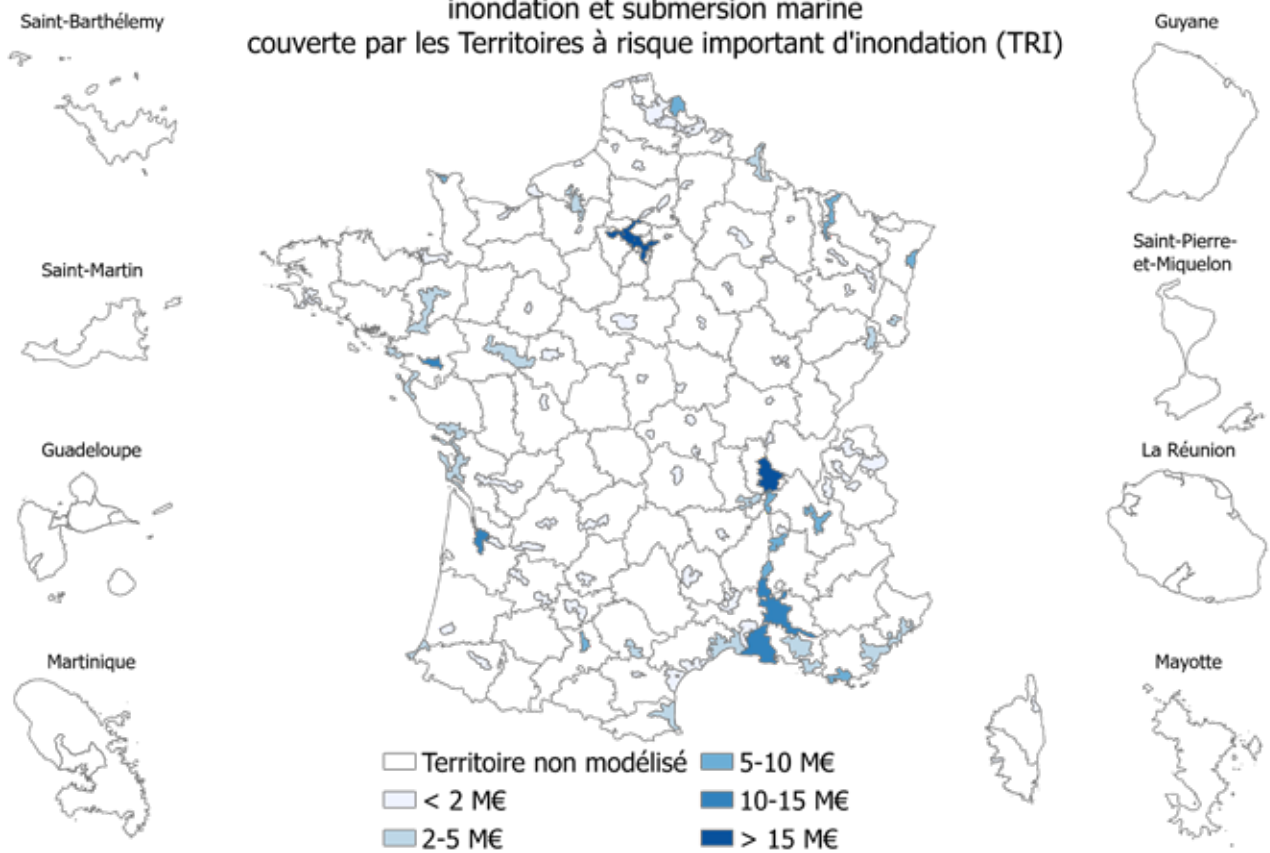 inondation et submersion marine
couverte par les Territoires à risque important d'inondation (TRI)
Saint-Barthélemy
Guyane
Saint-Martin
Saint-Pierre-
et-Miquelon
Guadeloupe
La Réunion
Martinique
Mayotte
Territoire non modélisé
< 2 M€
2-5 M€
5-10 M€
10-15 M€
> 15 M€